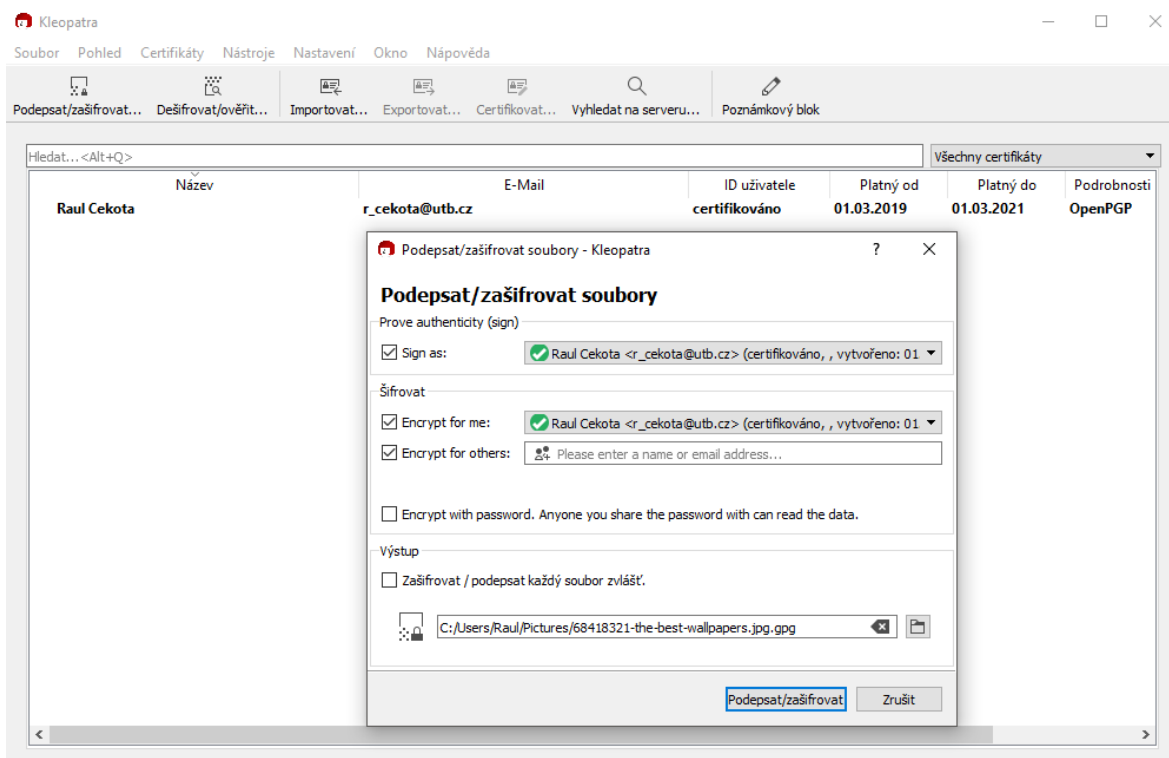 Kleopatra
Soubor Pohled Certifikáty Nástroje Nastavení Okno Nápověda
Podepsat/zašifrovat... Dešifrovat/ověřit... Importovat... Exportovat... Certifikovat... Vyhledat na serveru... Poznámkový blok
Hledat...<Alt+Q> Všechny certifikáty
Název E-Mail ID uživatele Platný od Platný do Podrobnosti
Raul Cekota r_cekota@utb.cz certifikováno 01.03.2019 01.03.2021 OpenPGP
Podepsat/zašifrovat soubory - Kleopatra ?
Podepsat/zašifrovat soubory
Prove authenticity (sign)
Sign as: Raul Cekota <r_cekota@utb.cz> (certifikováno, , vytvořeno: 01
Šifrovat
Encrypt for me: Raul Cekota <r_cekota@utb.cz> (certifikováno, , vytvořeno: 01
Encrypt for others: Please enter a name or email address...
Encrypt with password. Anyone you share the password with can read the data.
Výstup
Zašifrovat / podepsat každý soubor zvlášť.
C:/Users/Raul/Pictures/68418321-the-best-wallpapers.jpg.gpg
Podepsat/zašifrovat Zrušit